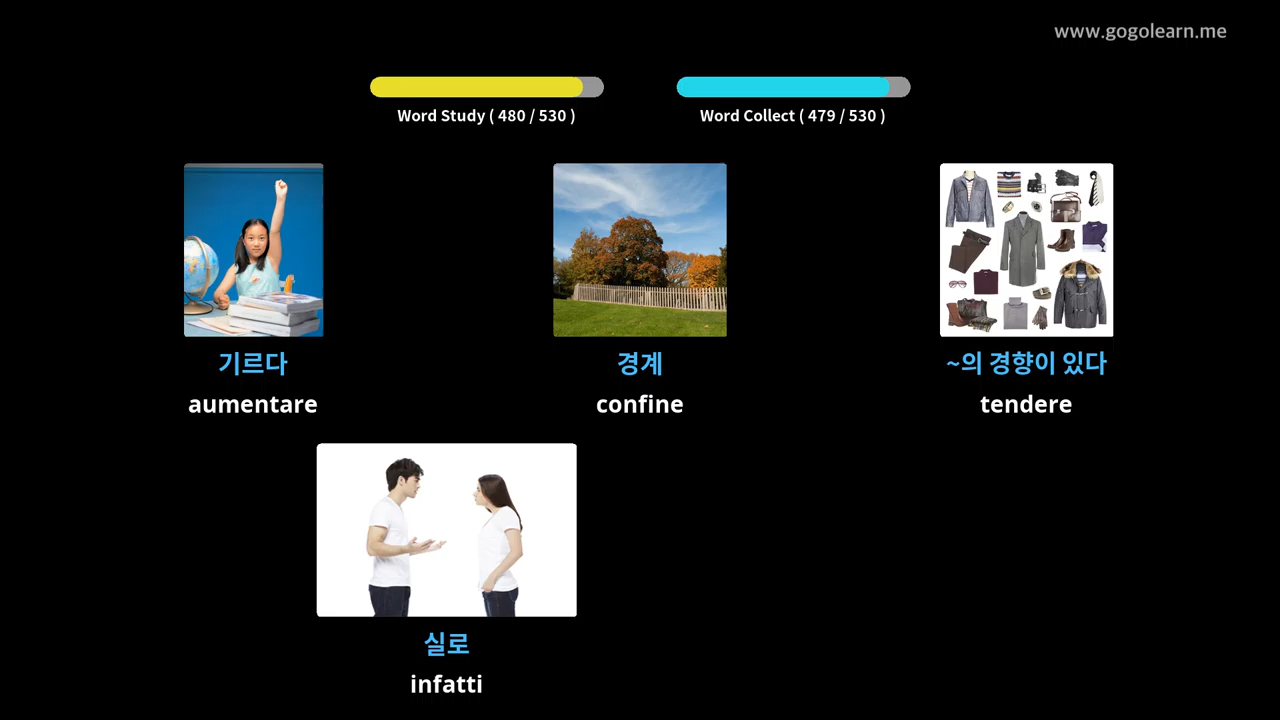 www.gogolearn.me
Word Study ( 480 / 530 )
Word Collect ( 479 / 530 )
기르다
aumentare
경계
confine
~의 경향이 있다
tendere
실로
infatti